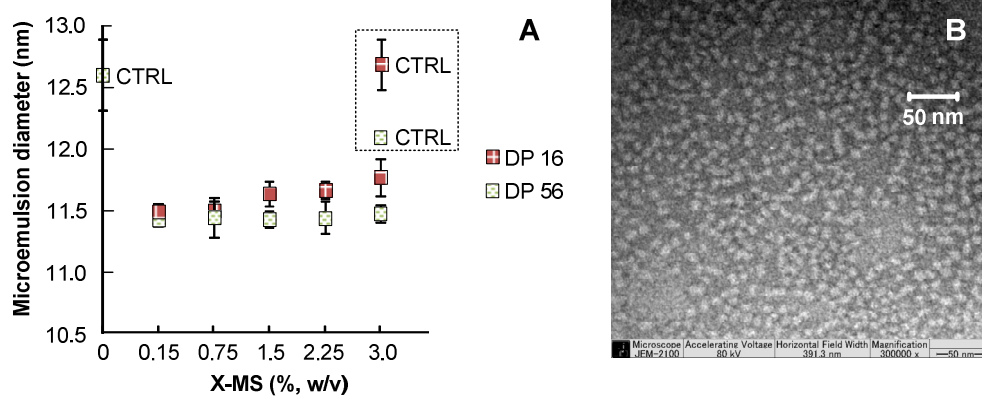 13.0
12.5
12.0
11.5
11.0
10.5
Microemulsion diameter (nm)
CTRL
CTRL
CTRL
0 0.15 0.75 1.5 2.25 3.0
X-MS (%, w/v)
A
DP 16
DP 56
B
50 nm
Microscope Accelerating Voltage Horizontal Field Width Magnification
JEM-2100 80 kV 391.3 nm 300000 x 50 nm